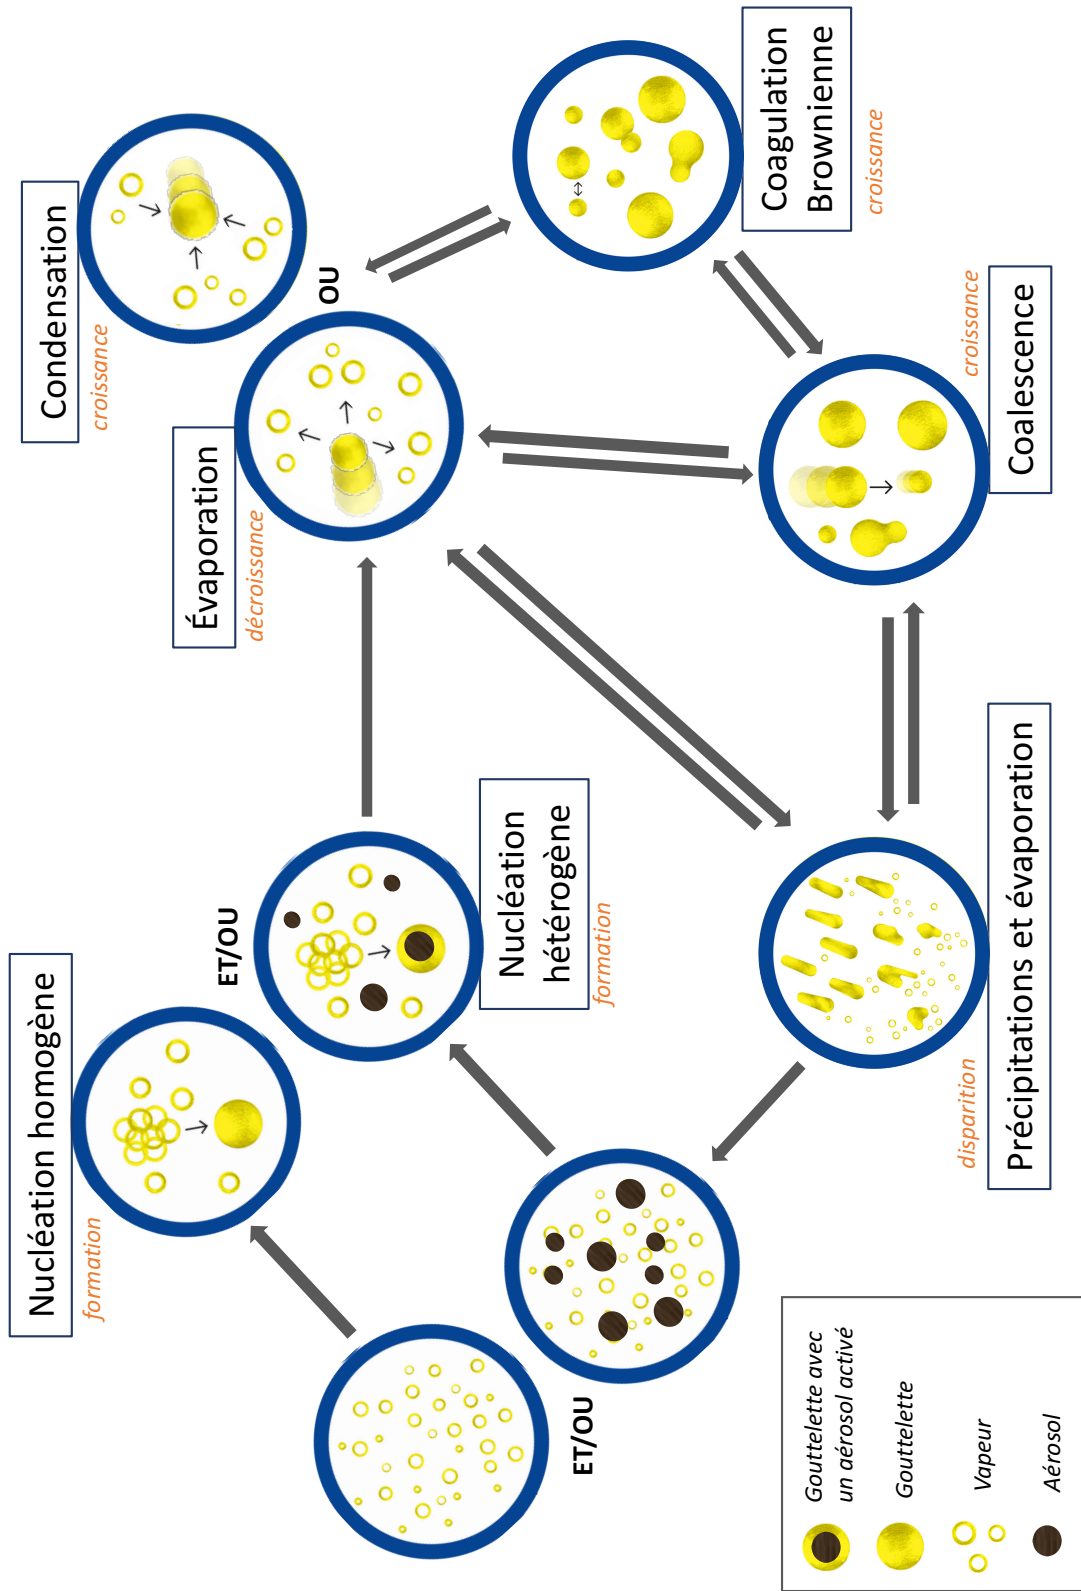 Nucléation homogène
formation
ET/OU
Nucléation
hétérogène
formation
ET/OU
Évaporation
décroissance
Condensation
croissance
OU
Coagulation
Brownienne
croissance
Coalescence
croissance
Précipitations et évaporation
disparition
Gouttelette avec
un aérosol activé
Gouttelette
Vapeur
Aérosol